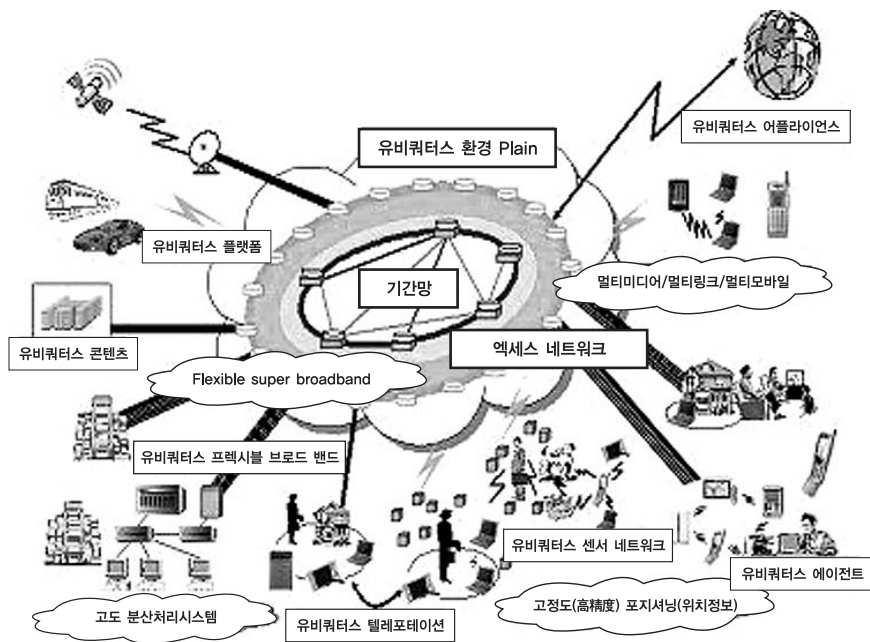 유비쿼터스 어플라이언스
유비쿼터스 환경 Plain
유비쿼터스 플랫폼
기간망
멀티미디어/멀티링크/멀티모바일
유비쿼터스 콘텐츠
엑세스 네트워크
Flexible super broadband
유비쿼터스 프렉시블 브로드 밴드
유비쿼터스 센서 네트워크
유비쿼터스 에이전트
고도 분산처리시스템
유비쿼터스 텔레포테이션
고정도(高精度) 포지셔닝(위치정보)